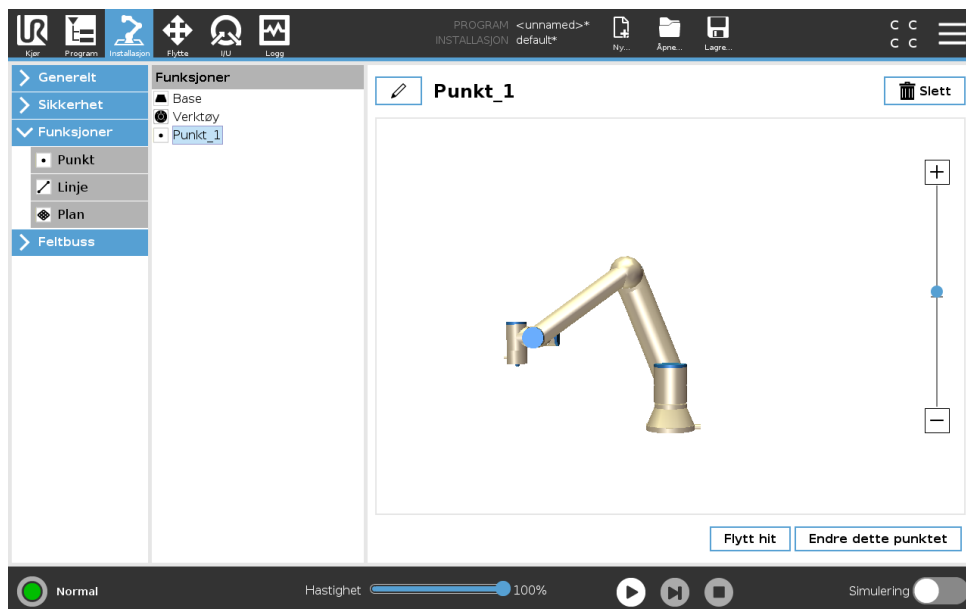 PROGRAM <unnamed>*
INSTALLASJON default*
UR
Kjør
Program
Installasjon
Flytte
I/U
Logg
Ny...
Åpne...
Lagre...
C C
C C
Generelt
Sikkerhet
Funksjoner
Punkt
Linje
Plan
Feltbuss
Funksjoner
Base
Verktøy
Punkt_1
Punkt_1
Slett
Flytt hit
Endre dette punktet
Normal
Hastighet
100%
Simulering